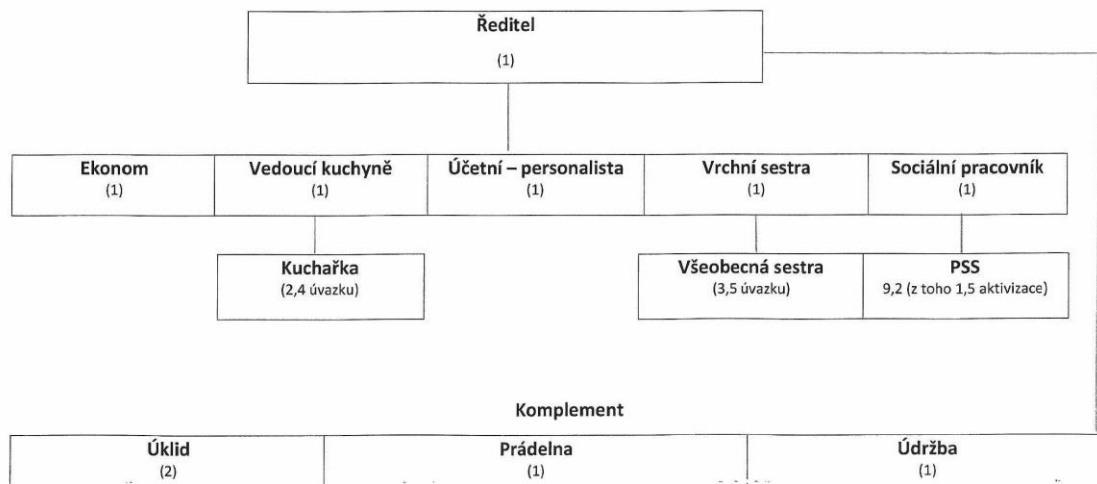 Ředitel
(1)
Ekonom
(1)
Vedoucí kuchyně
(1)
Účetní – personalista
(1)
Vrchní sestra
(1)
Sociální pracovník
(1)
Kuchařka
(2,4 úvazku)
Všeobecná sestra
(3,5 úvazku)
PSS
9,2 (z toho 1,5 aktivizace)
Komplement
Úklid
(2)
Prádelna
(1)
Údržba
(1)